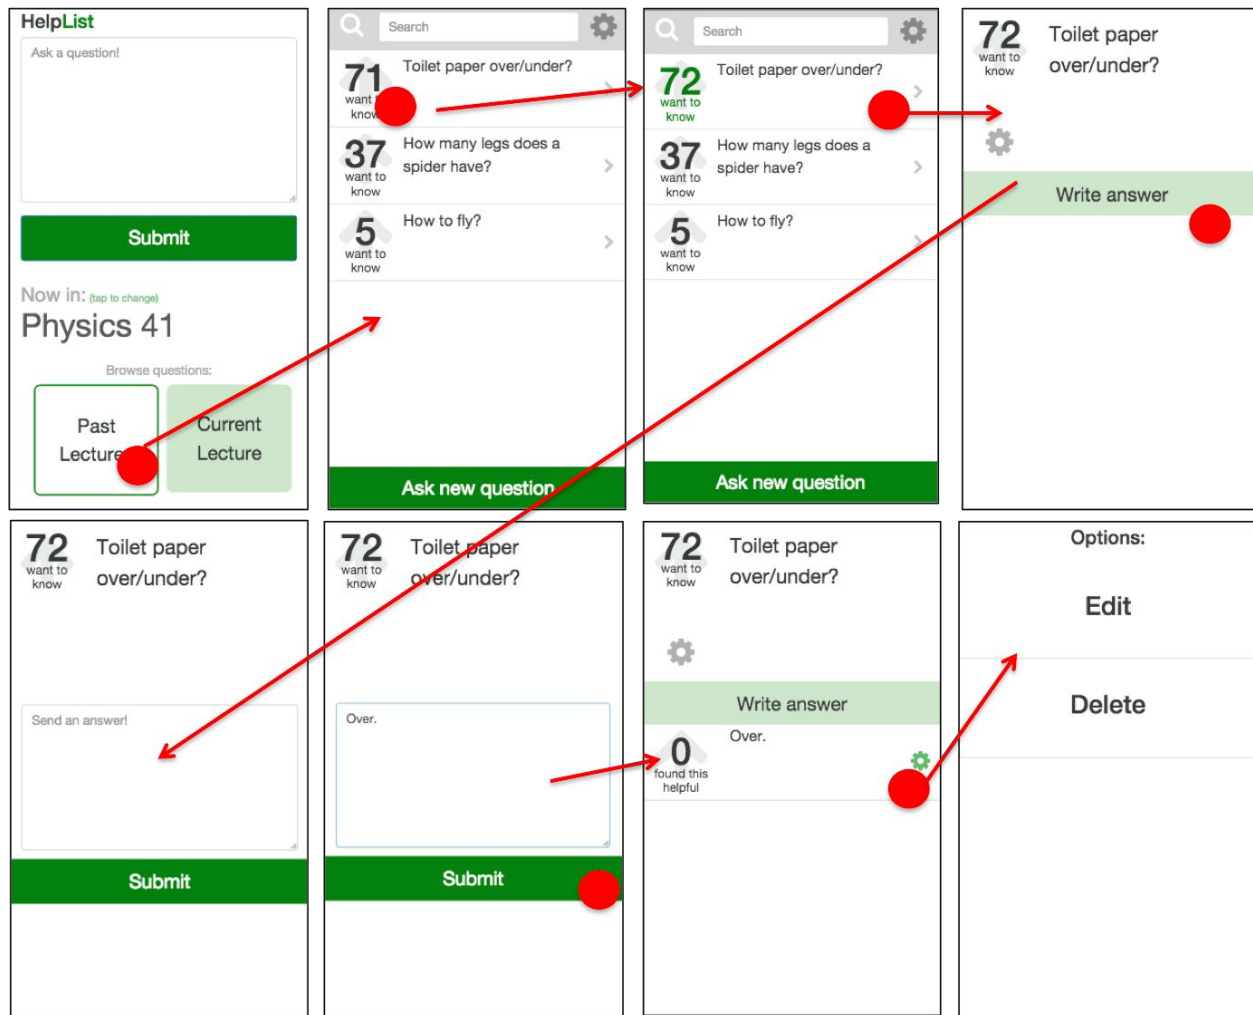 HelpList
Ask a question!
Submit
Now in: (tap to change)
Physics 41
Browse questions:
Past
Lecture
Current
Lecture
Search
71
want to
know
Toilet paper over/under?
37
want to
know
How many legs does a
spider have?
5
want to
know
How to fly?
Ask new question
Search
72
want to
know
Toilet paper over/under?
37
want to
know
How many legs does a
spider have?
5
want to
know
How to fly?
Ask new question
72
want to
know
Toilet paper
over/under?
Write answer
72
want to
know
Toilet paper
over/under?
Send an answer!
Submit
72
want to
know
Toilet paper
over/under?
Over.
Submit
72
want to
know
Toilet paper
over/under?
Write answer
0
found this
helpful
Over.
Options:
Edit
Delete